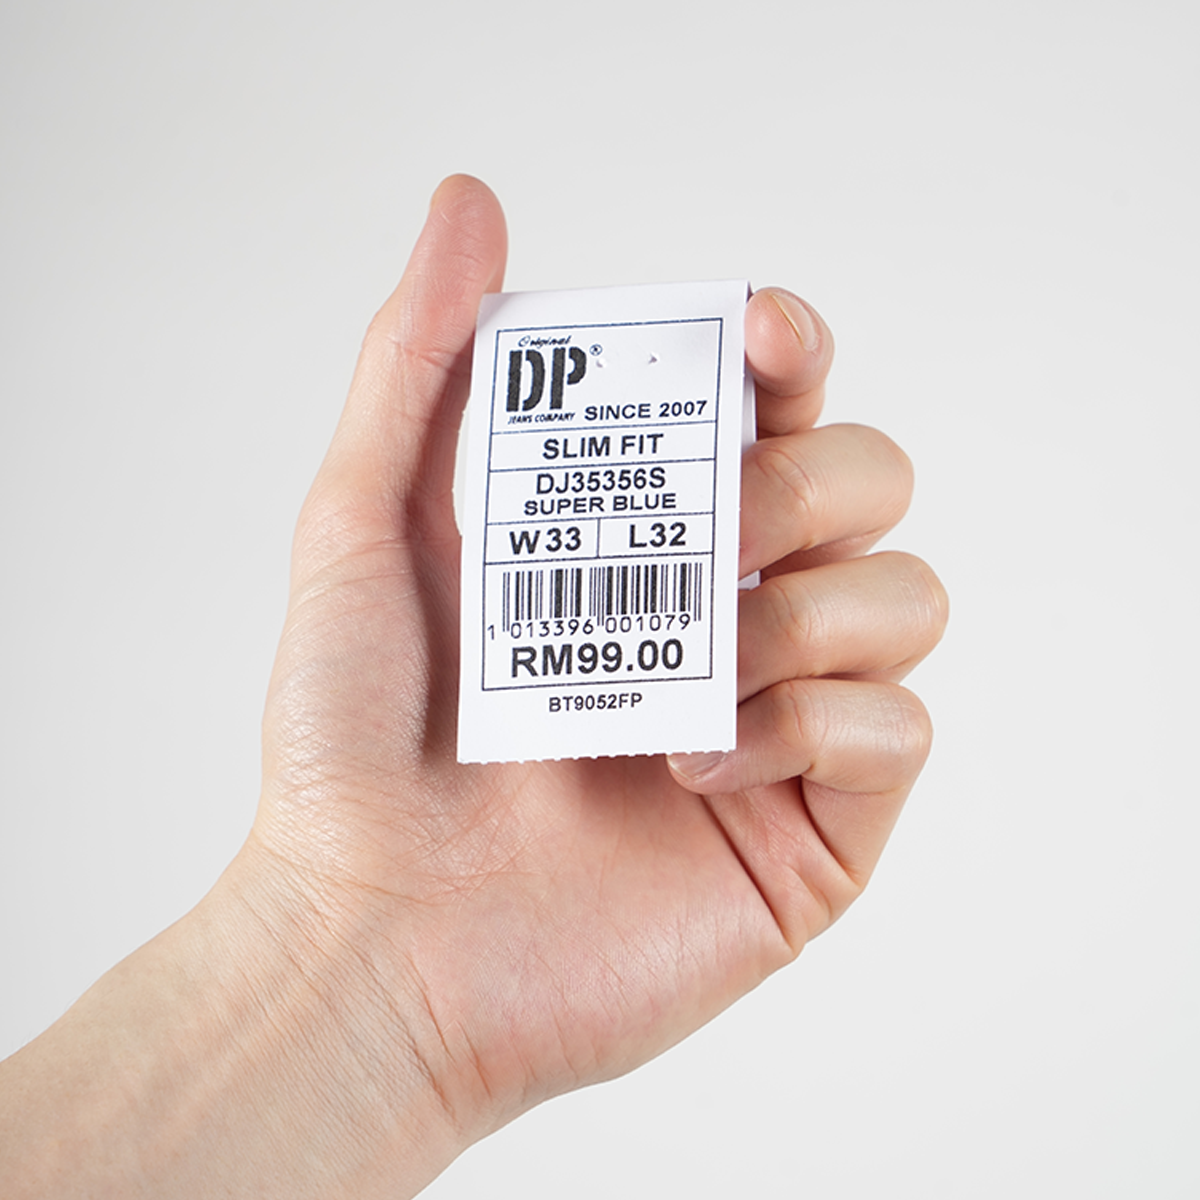 Original
DP®
JEANS COMPANY SINCE 2007
SLIM FIT
DJ35356S
SUPER BLUE
W33 L32
1 013396 001079
RM99.00
BT9052FP